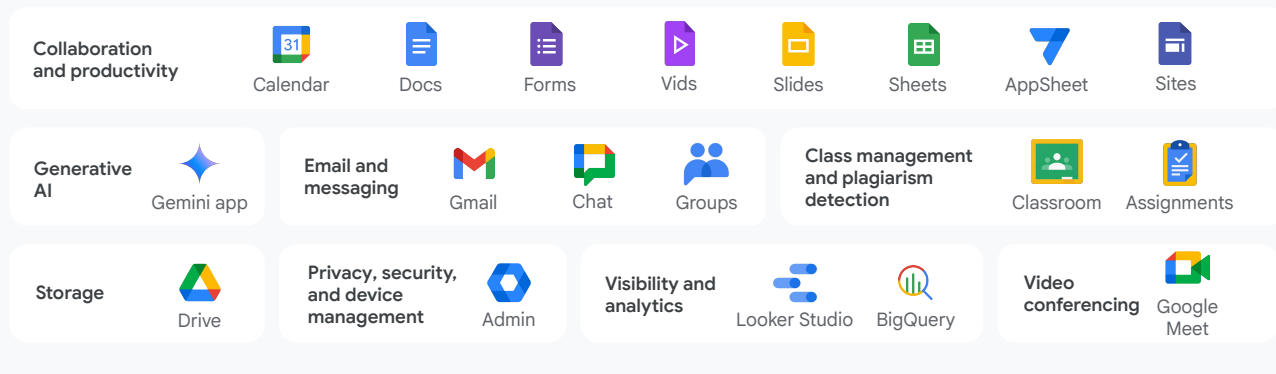 Collaboration
and productivity
31
Calendar
Docs
Forms
Vids
Slides
Sheets
AppSheet
Sites
Generative
AI
Gemini app
Email and
messaging
Gmail
Chat
Groups
Class management
and plagiarism
detection
Classroom
Assignments
Storage
Drive
Privacy, security,
and device
management
Admin
Visibility and
analytics
Looker Studio
BigQuery
Video
conferencing
Google
Meet